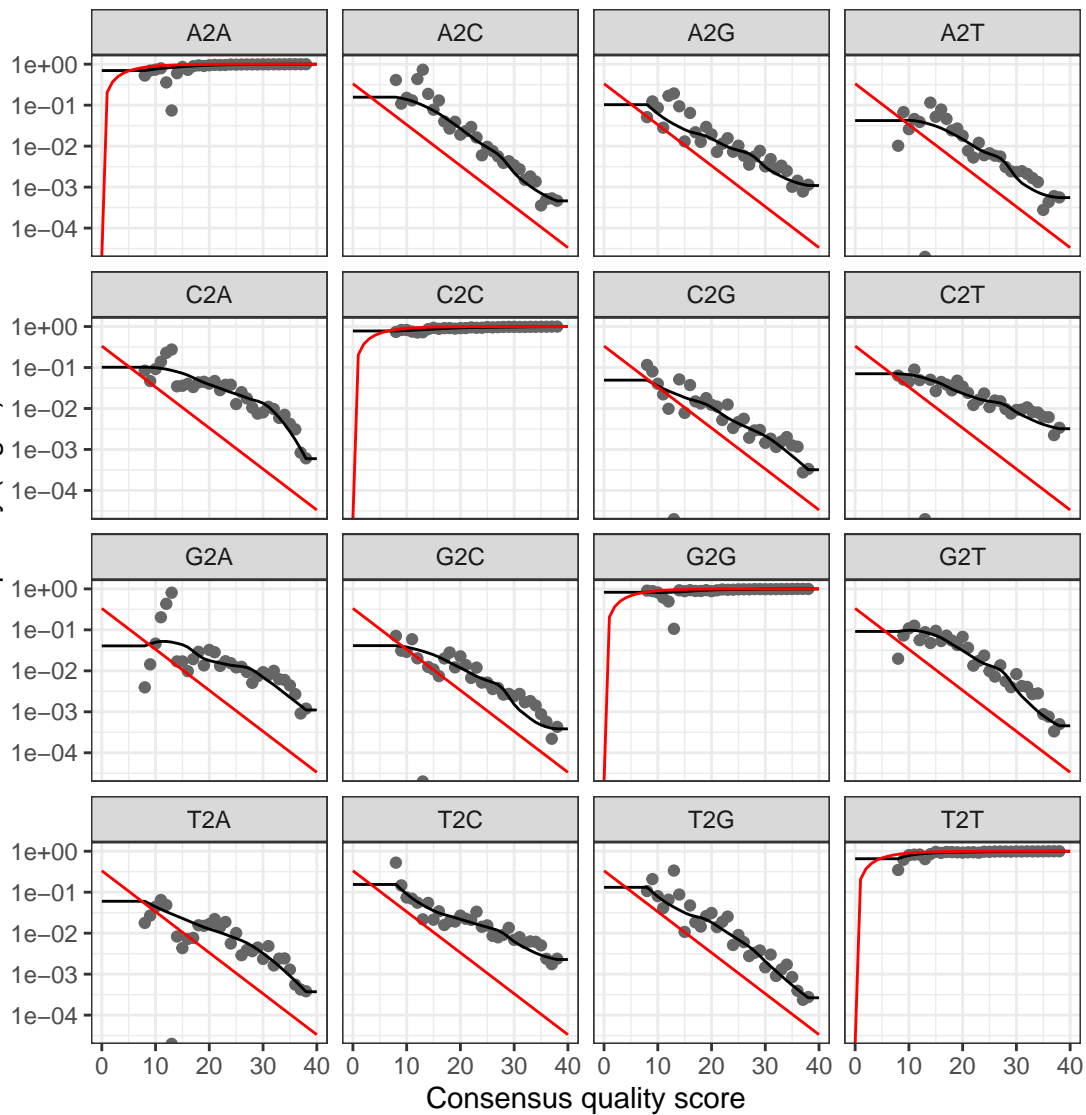 A2A A2C A2G A2T
1e+00
1e−01
1e−02
1e−03
1e−04
C2A C2C C2G C2T
1e+00
1e−01
1e−02
1e−03
1e−04
G2A G2C G2G G2T
1e+00
1e−01
1e−02
1e−03
1e−04
T2A T2C T2G T2T
1e+00
1e−01
1e−02
1e−03
1e−04
0 10 20 30 40 0 10 20 30 40 0 10 20 30 40 0 10 20 30 40
Consensus quality score